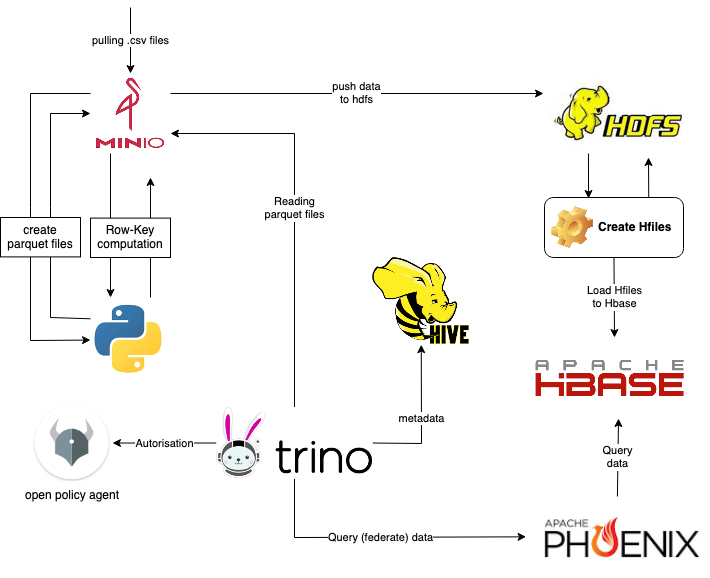 pulling .csv files
push data
to hdfs
MINIO
HDFS
Reading
parquet files
create
parquet files
Row-Key
computation
Create Hfiles
Load Hfiles
to Hbase
HIVE
APACHE
HBASE
metadata
Autorisation
trino
Query
data
open policy agent
Query (federate) data
APACHE
PHOENIX